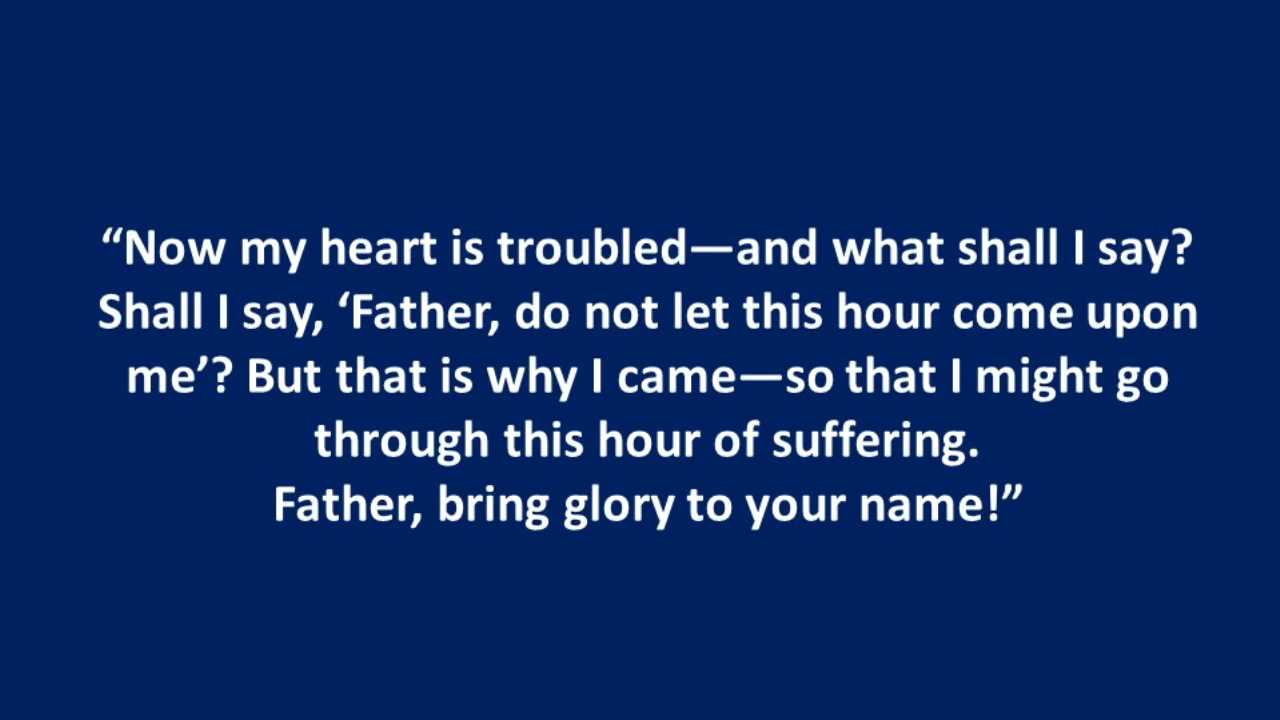 “Now my heart is troubled—and what shall I say?
Shall I say, ‘Father, do not let this hour come upon
me’? But that is why I came—so that I might go
through this hour of suffering.
Father, bring glory to your name!”